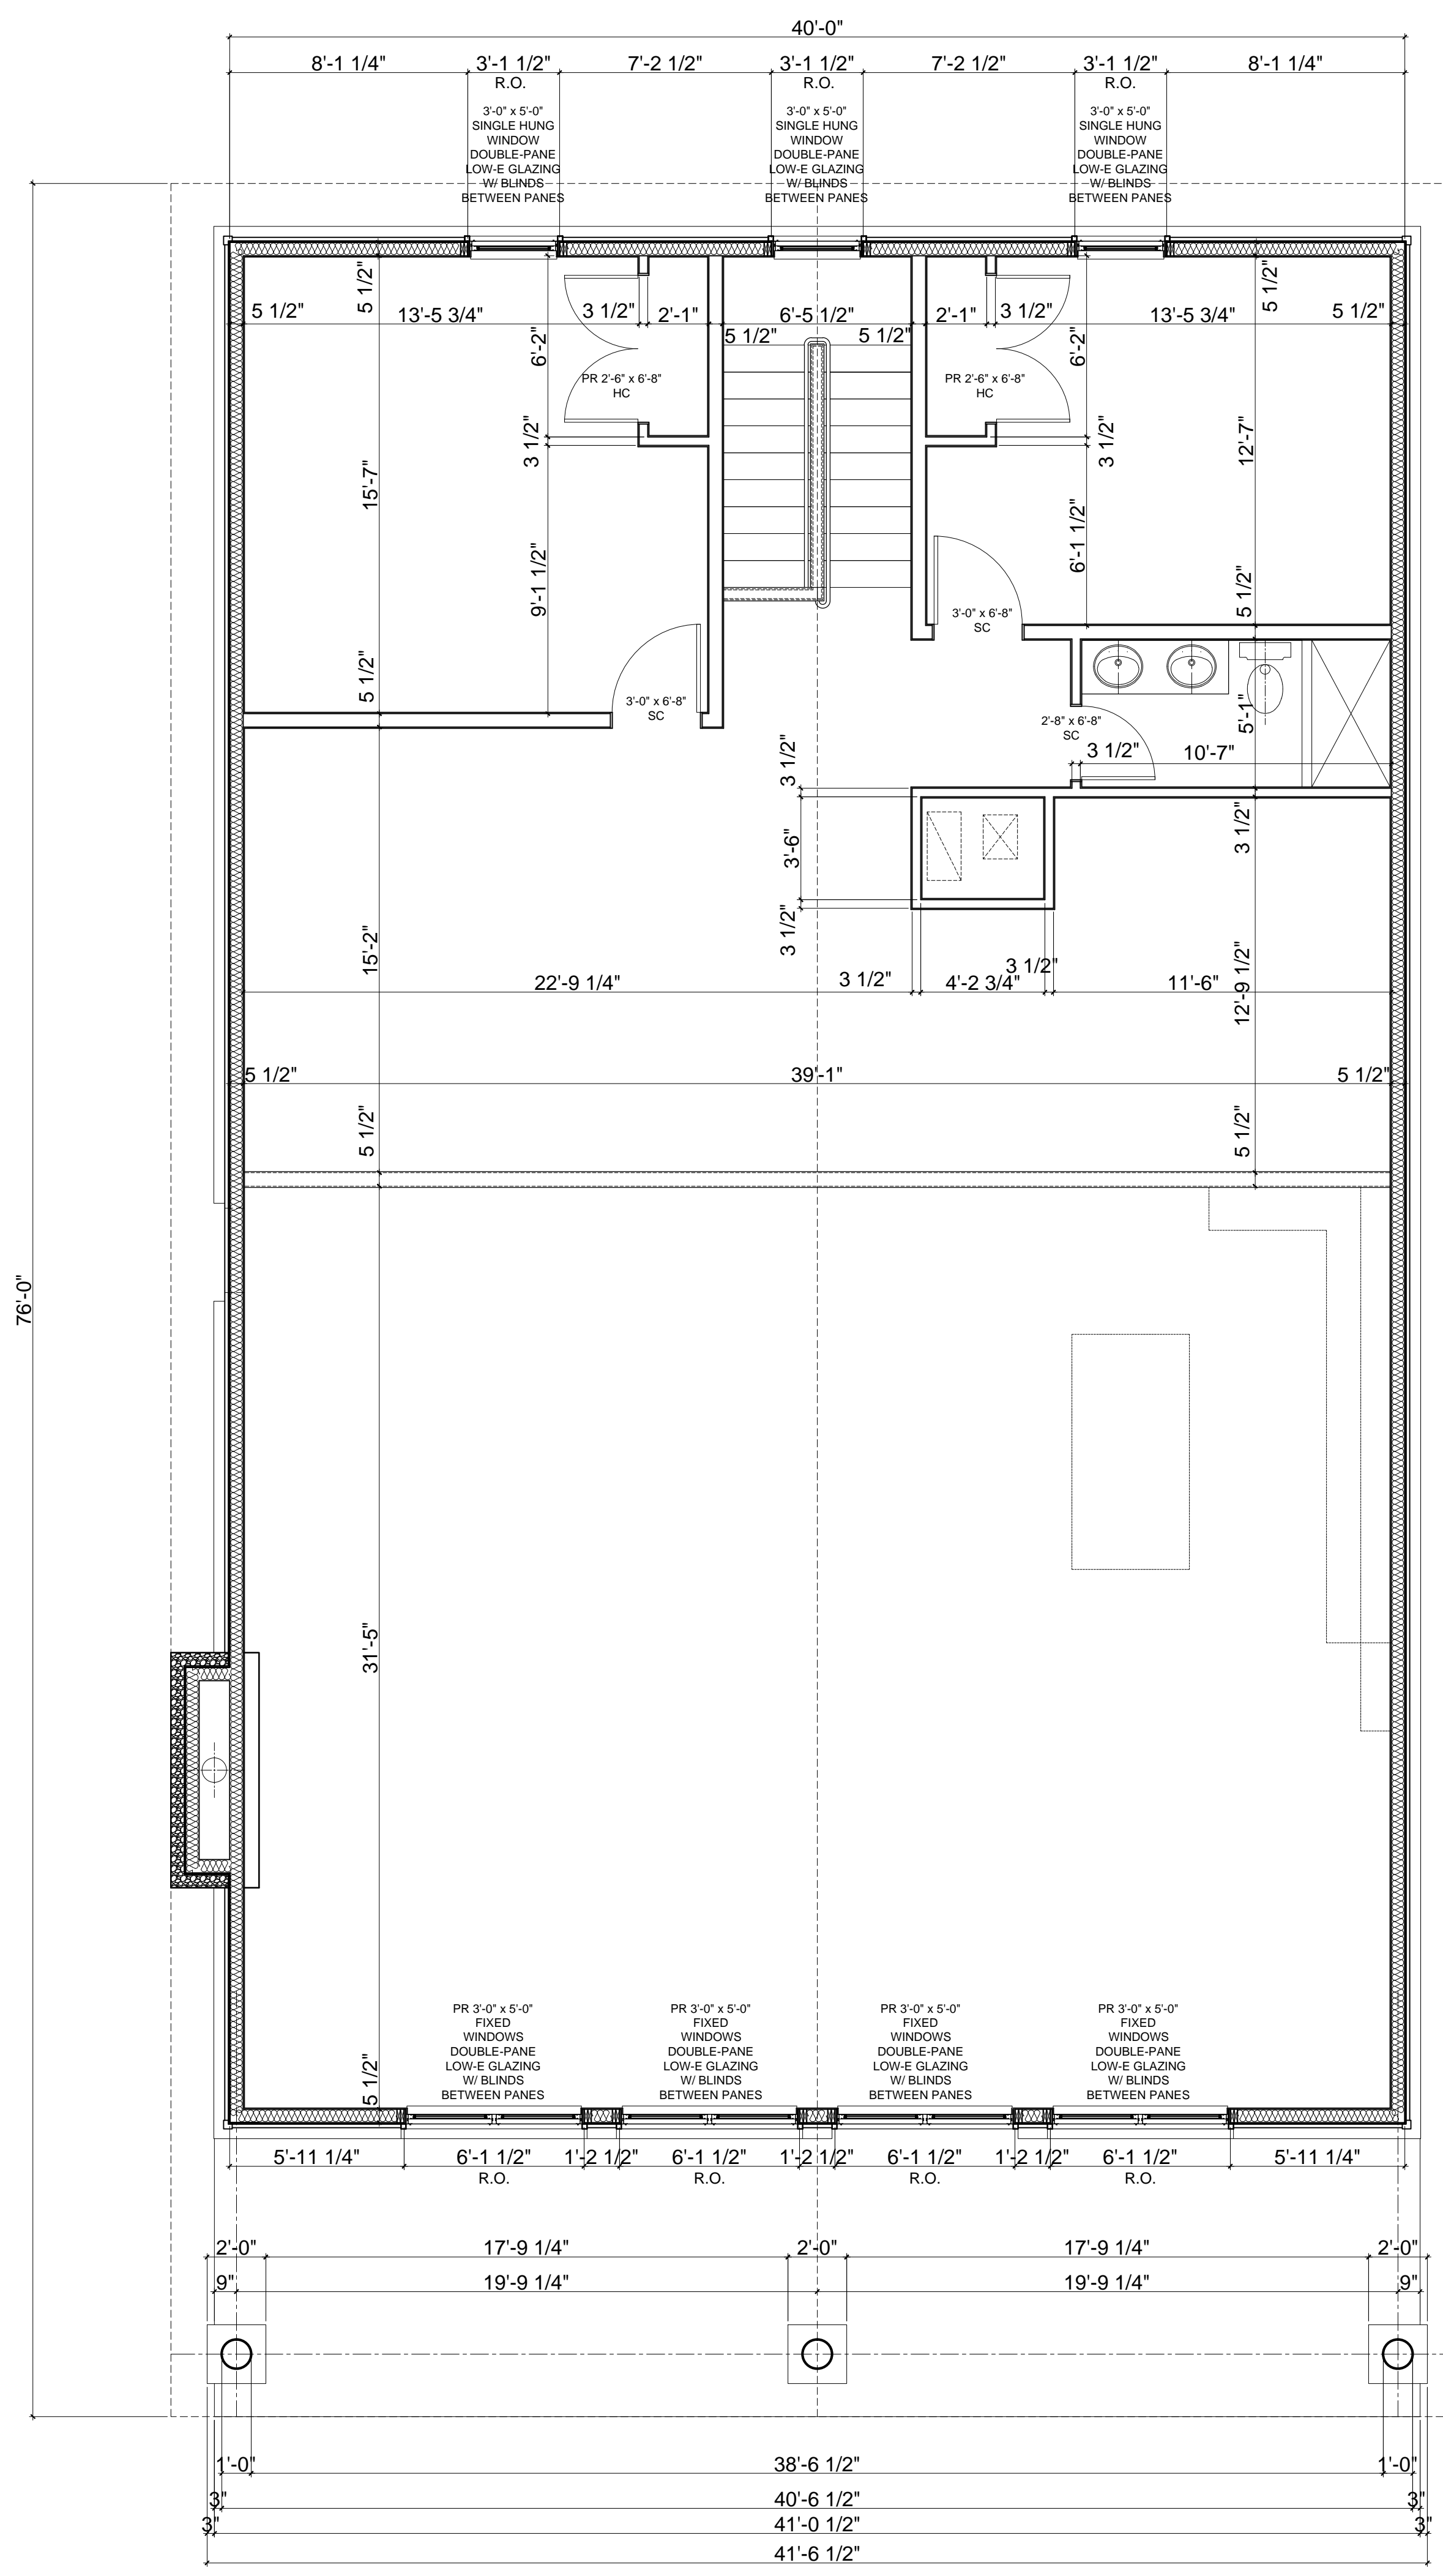 40'-0"
8'-1 1/4" 3'-1 1/2" 7'-2 1/2" 3'-1 1/2" 7'-2 1/2" 3'-1 1/2" 8'-1 1/4"
R.O. R.O. R.O.
3'-0" x 5'-0" 3'-0" x 5'-0" 3'-0" x 5'-0"
SINGLE HUNG SINGLE HUNG SINGLE HUNG
WINDOW WINDOW WINDOW
DOUBLE-PANE DOUBLE-PANE DOUBLE-PANE
LOW-E GLAZING LOW-E GLAZING LOW-E GLAZING
W/ BLINDS W/ BLINDS W/ BLINDS
BETWEEN PANES BETWEEN PANES BETWEEN PANES
5 1/2" 5 1/2"
5 1/2" 13'-5 3/4" 3 1/2" 2'-1" 6'-5 1/2" 2'-1" 3 1/2" 13'-5 3/4" 5 1/2"
5 1/2" 5 1/2"
6'-2" 6'-2"
PR 2'-6" x 6'-8" PR 2'-6" x 6'-8"
HC HC
3 1/2" 3 1/2" 12'-7"
15'-7"
9'-1 1/2" 6'-1 1/2" 5 1/2"
3'-0" x 6'-8"
SC
5 1/2"
3'-0" x 6'-8"
SC
5'-1"
2'-8" x 6'-8"
SC
3 1/2" 3 1/2" 10'-7"
3'-6" 3 1/2"
3 1/2"
15'-2" 12'-9 1/2"
3 1/2"
22'-9 1/4" 3 1/2" 4'-2 3/4" 11'-6"
5 1/2" 39'-1" 5 1/2"
5 1/2" 5 1/2"
76'-0"
31'-5"
PR 3'-0" x 5'-0" PR 3'-0" x 5'-0" PR 3'-0" x 5'-0" PR 3'-0" x 5'-0"
FIXED FIXED FIXED FIXED
WINDOWS WINDOWS WINDOWS WINDOWS
DOUBLE-PANE DOUBLE-PANE DOUBLE-PANE DOUBLE-PANE
LOW-E GLAZING LOW-E GLAZING LOW-E GLAZING LOW-E GLAZING
W/ BLINDS W/ BLINDS W/ BLINDS W/ BLINDS
BETWEEN PANES BETWEEN PANES BETWEEN PANES BETWEEN PANES
5 1/2"
5'-11 1/4" 6'-1 1/2" 1'-2 1/2" 6'-1 1/2" 1'-2 1/2" 6'-1 1/2" 1'-2 1/2" 6'-1 1/2" 5'-11 1/4"
R.O. R.O. R.O. R.O.
2'-0" 17'-9 1/4" 2'-0" 17'-9 1/4" 2'-0"
9" 19'-9 1/4" 19'-9 1/4" 9"
1'-0" 38'-6 1/2" 1'-0"
3" 40'-6 1/2" 3"
3" 41'-0 1/2" 3"
41'-6 1/2"